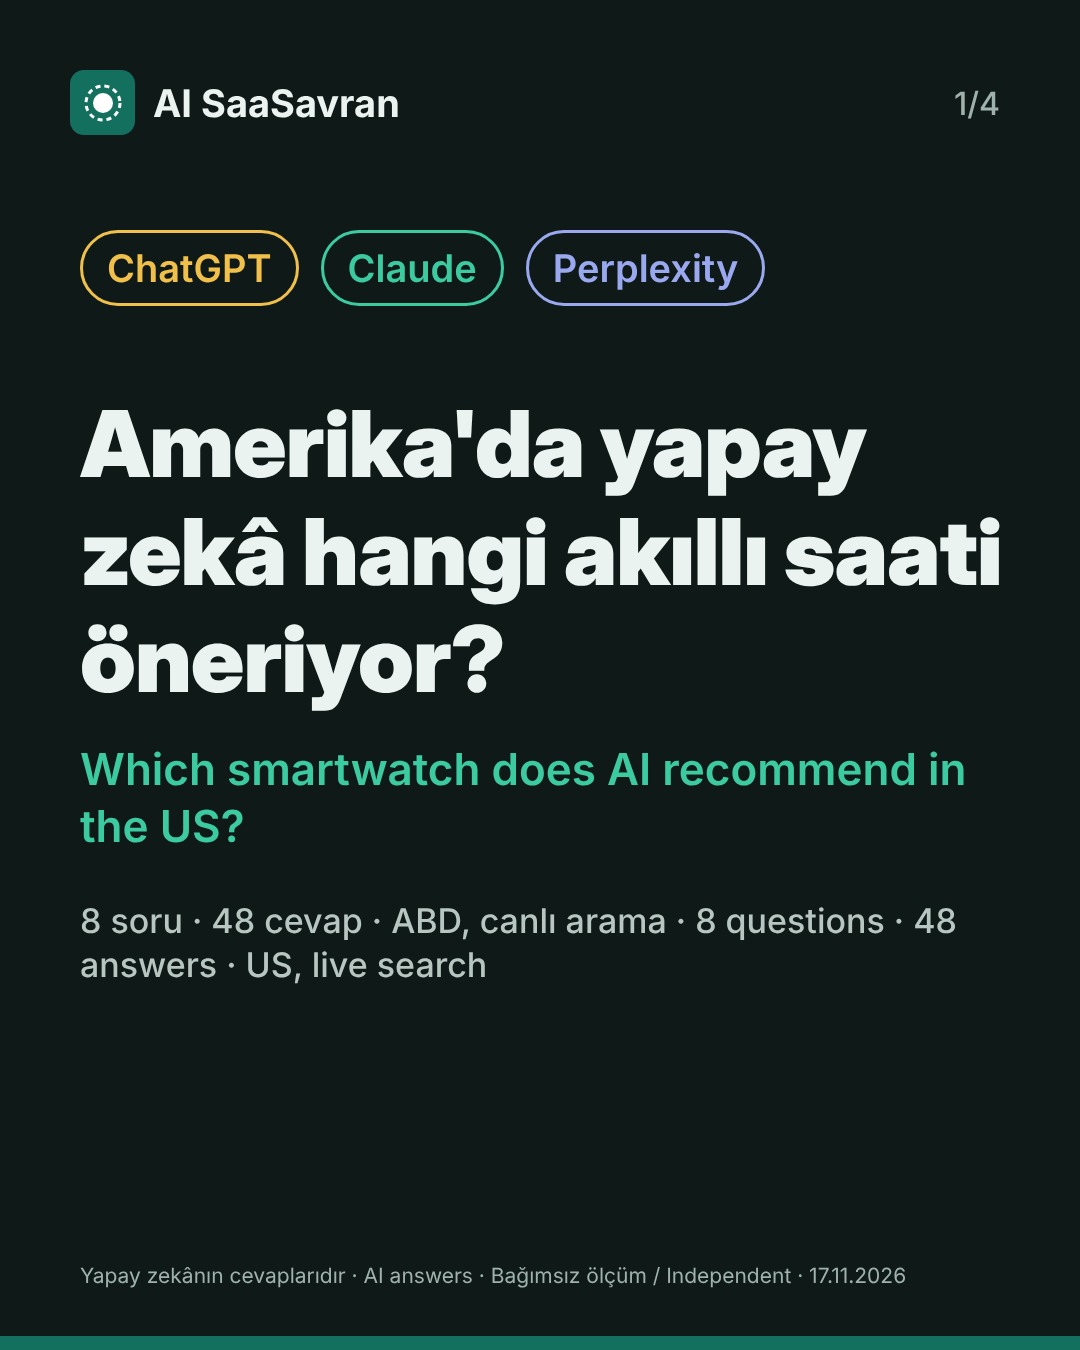 AI SaaSavran
1/4
ChatGPT
Claude
Perplexity
Amerika'da yapay
zekâ hangi akıllı saati
öneriyor?
Which smartwatch does AI recommend in
the US?
8 soru · 48 cevap · ABD, canlı arama · 8 questions · 48
answers · US, live search
Yapay zekânın cevaplarıdır · AI answers · Bağımsız ölçüm / Independent · 17.11.2026